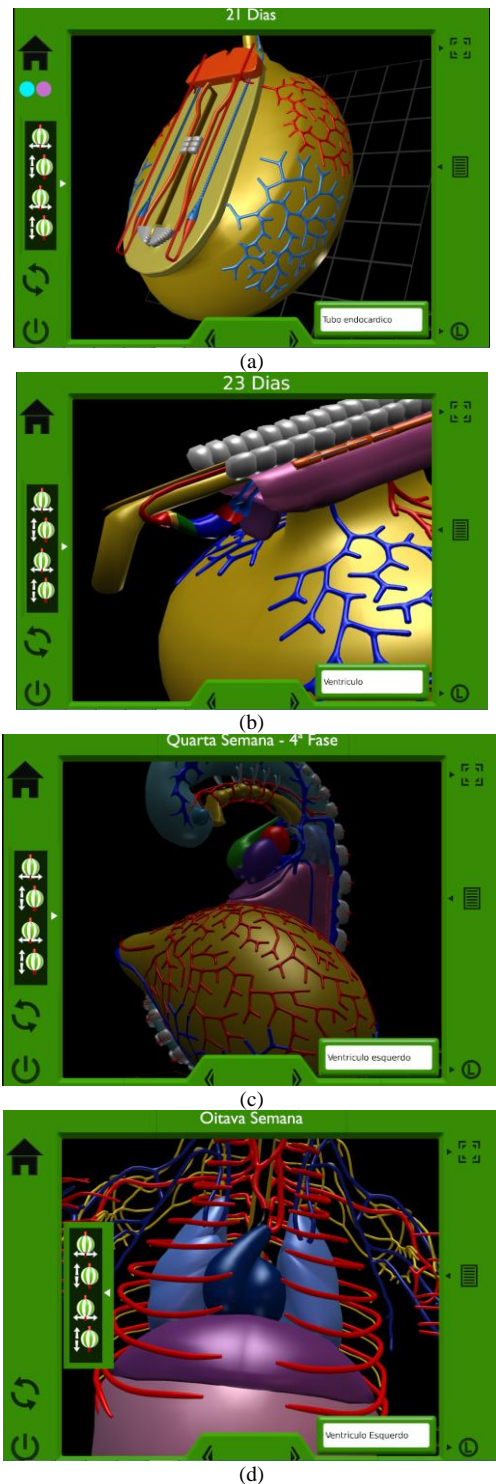 21 Dias
Tubo endocardico
L
(a)
23 Dias
Ventriculo
L
(b)
Quarta Semana - 4ª Fase
Ventriculo esquerdo
L
(c)
Oitava Semana
Ventriculo Esquerdo
L
(d)